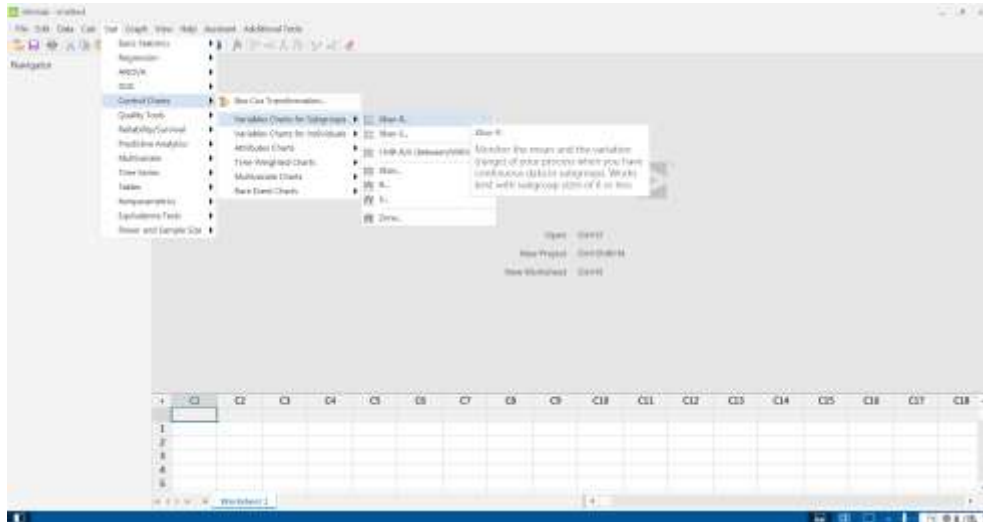 Minitab - Untitled
File Edit Data Calc Stat Graph View Help Assistant Additional Tools
Navigator
Basic Statistics
Regression
ANOVA
DOE
Control Charts
Quality Tools
Reliability/Survival
Predictive Analytics
Multivariate
Time Series
Tables
Nonparametrics
Equivalence Tests
Power and Sample Size
Box-Cox Transformation...
Variables Charts for Subgroups
Variables Charts for Individuals
Attributes Charts
Time-Weighted Charts
Multivariate Charts
Rare Event Charts
Xbar-R...
Xbar-S...
I-MR-R/S (Between/Within)
Xbar...
R...
S...
Zone...
Xbar-R
Monitor the mean and the variation
(range) of your process when you have
continuous data in subgroups. Works
best with subgroup sizes of 8 or less.
Open Ctrl+O
New Project Ctrl+Shift+N
New Worksheet Ctrl+N
C1 C2 C3 C4 C5 C6 C7 C8 C9 C10 C11 C12 C13 C14 C15 C16 C17 C18
1
2
3
4
5
Worksheet 1